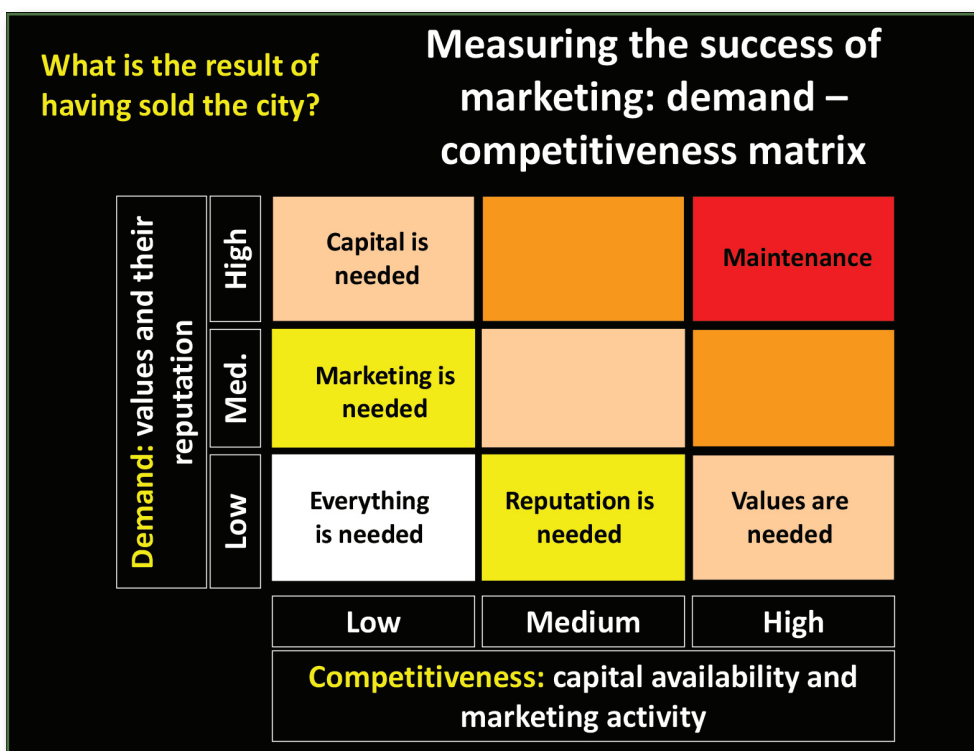 What is the result of
having sold the city?
Measuring the success of
marketing: demand –
competitiveness matrix
Demand: values and their
reputation
High
Capital is
needed
Maintenance
Med.
Marketing is
needed
Low
Everything
is needed
Reputation is
needed
Values are
needed
Low
Medium
High
Competitiveness: capital availability and
marketing activity